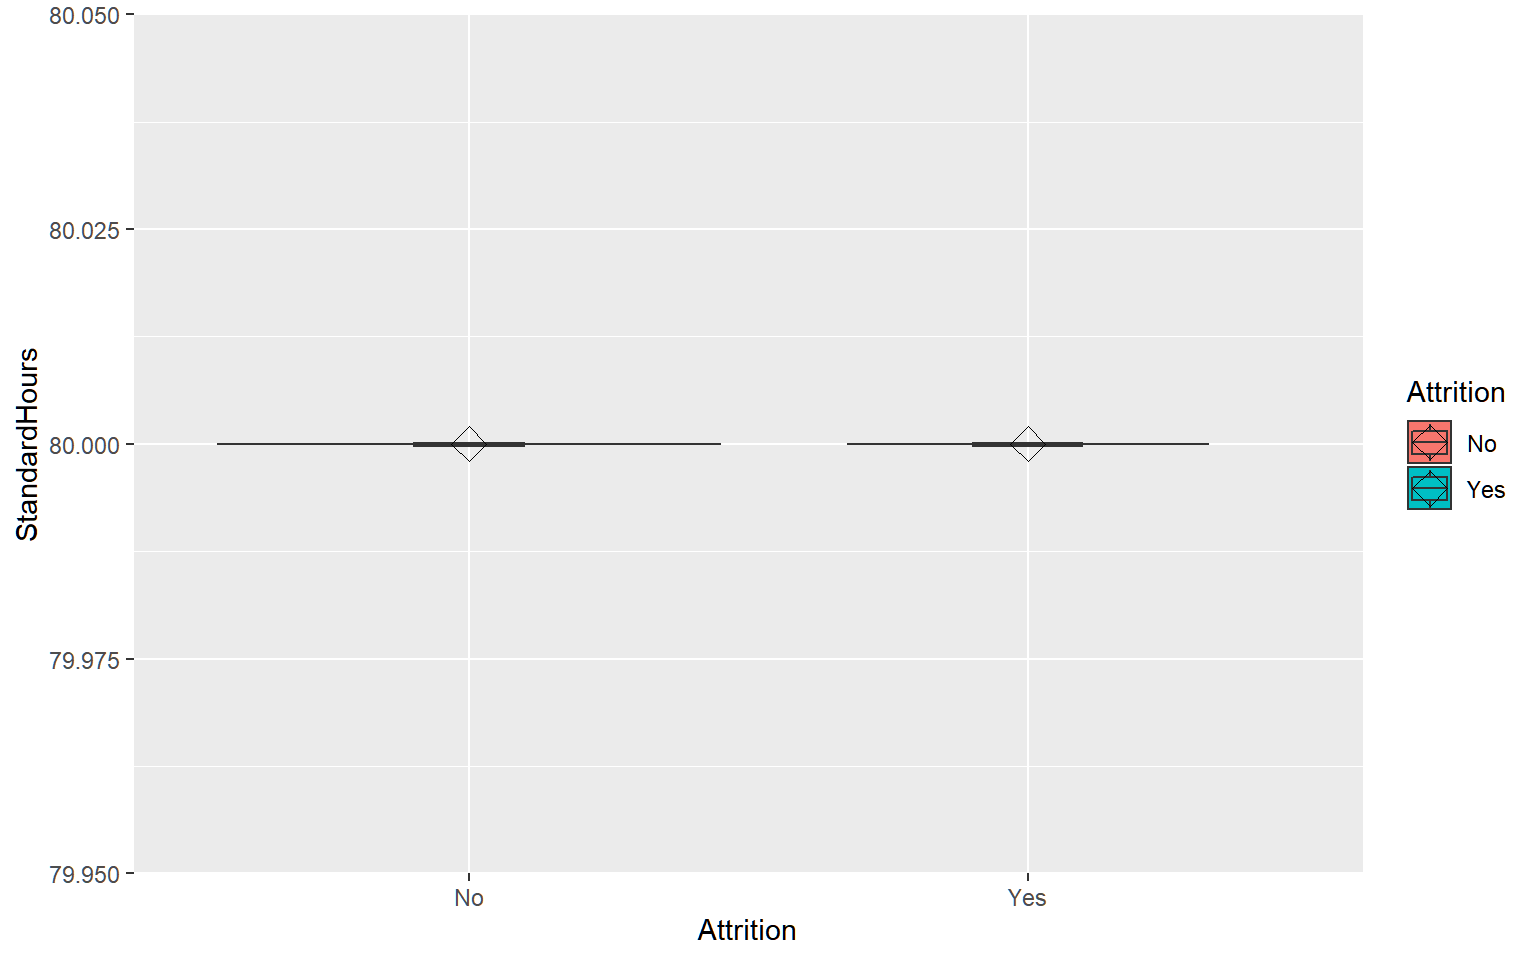 80.050
80.025
80.000
79.975
79.950
StandardHours
No
Yes
Attrition
Attrition
No
Yes